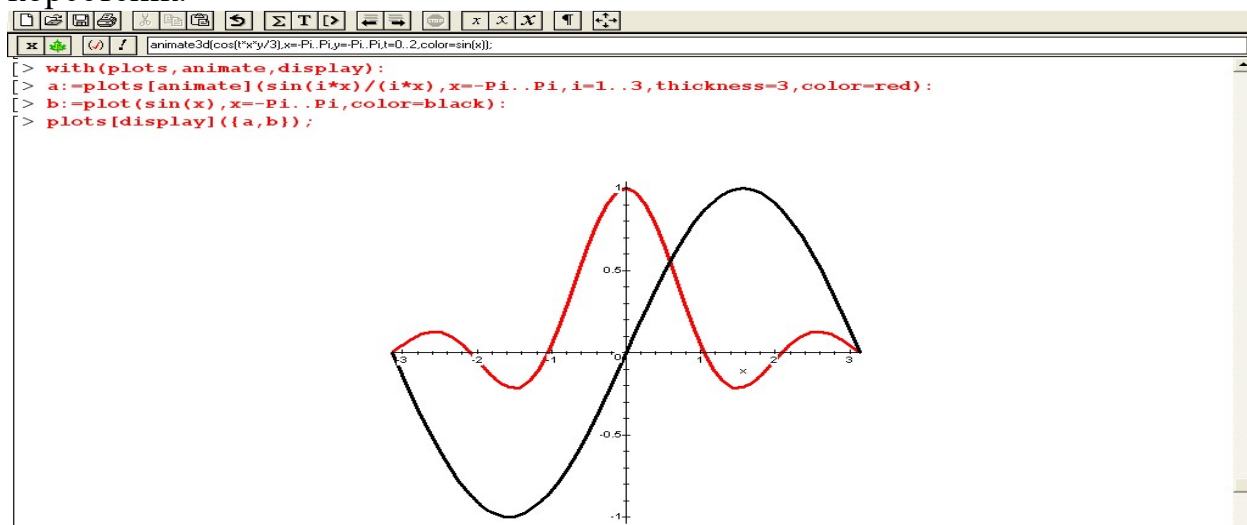 Σ T [> x x x ¶
x (/) ! animate3d(cos(t*x*y/3),x=-Pi..Pi,y=-Pi..Pi,t=0..2,color=sin(x));
[> with(plots,animate,display):
[> a:=plots[animate](sin(i*x)/(i*x),x=-Pi..Pi,i=1..3,thickness=3,color=red):
[> b:=plot(sin(x),x=-Pi..Pi,color=black):
[> plots[display]({a,b});
1
0.5
-3 -2 -1 0 1 2 3
x
-0.5
-1